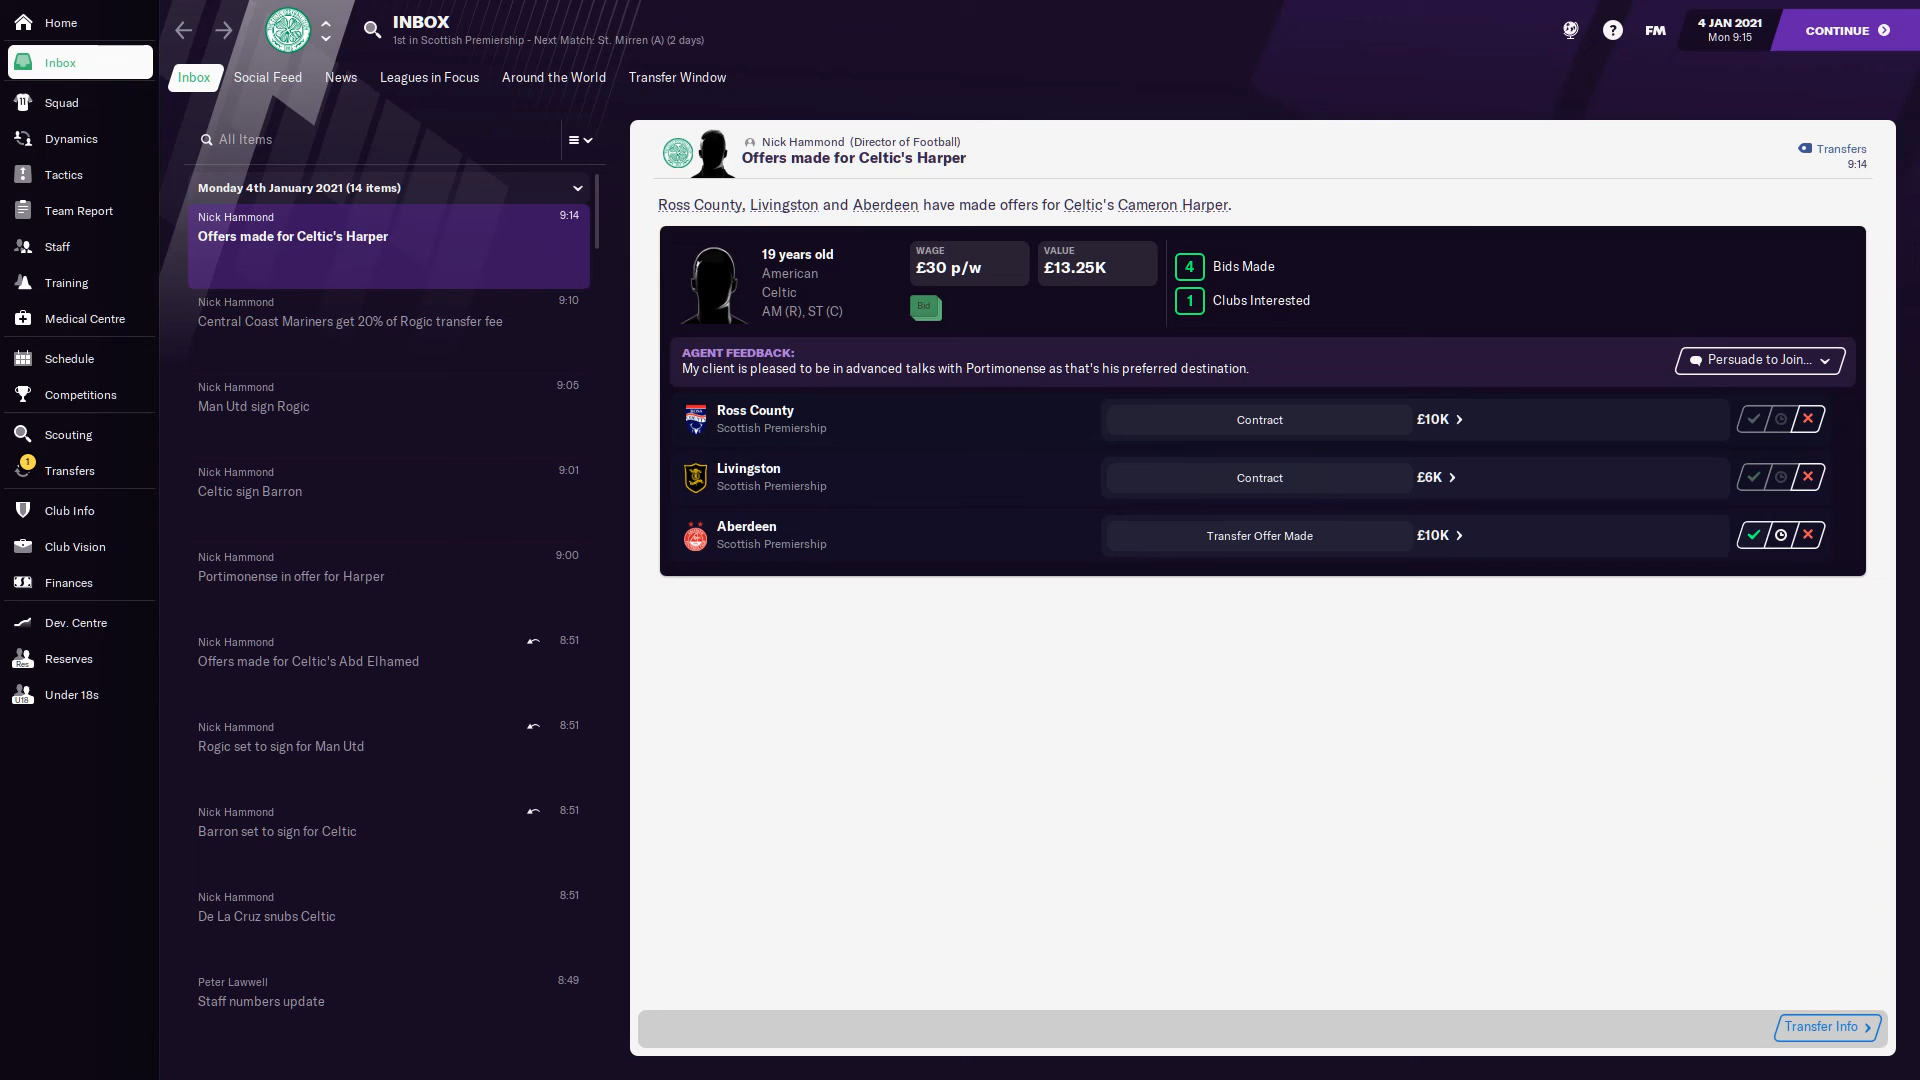 Home
Inbox
Squad
Dynamics
Tactics
Team Report
Staff
Training
Medical Centre
Schedule
Competitions
Scouting
1
Transfers
Club Info
Club Vision
Finances
Dev. Centre
Res
Reserves
U18
Under 18s
INBOX
1st in Scottish Premiership - Next Match: St. Mirren (A) (2 days)
FM
4 JAN 2021
Mon 9:15
CONTINUE
Inbox
Social Feed
News
Leagues in Focus
Around the World
Transfer Window
All Items
Monday 4th January 2021 (14 items)
Nick Hammond 9:14
Offers made for Celtic's Harper
Nick Hammond 9:10
Central Coast Mariners get 20% of Rogic transfer fee
Nick Hammond 9:05
Man Utd sign Rogic
Nick Hammond 9:01
Celtic sign Barron
Nick Hammond 9:00
Portimonense in offer for Harper
Nick Hammond 8:51
Offers made for Celtic's Abd Elhamed
Nick Hammond 8:51
Rogic set to sign for Man Utd
Nick Hammond 8:51
Barron set to sign for Celtic
Nick Hammond 8:51
De La Cruz snubs Celtic
Peter Lawwell 8:49
Staff numbers update
Nick Hammond (Director of Football)
Offers made for Celtic's Harper
Transfers
9:14
Ross County, Livingston and Aberdeen have made offers for Celtic's Cameron Harper.
19 years old
American
Celtic
AM (R), ST (C)
WAGE
£30 p/w
VALUE
£13.25K
Bid
4 Bids Made
1 Clubs Interested
AGENT FEEDBACK:
My client is pleased to be in advanced talks with Portimonense as that's his preferred destination.
Persuade to Join...
Ross County
Scottish Premiership
Contract
£10K
Livingston
Scottish Premiership
Contract
£6K
Aberdeen
Scottish Premiership
Transfer Offer Made
£10K
Transfer Info